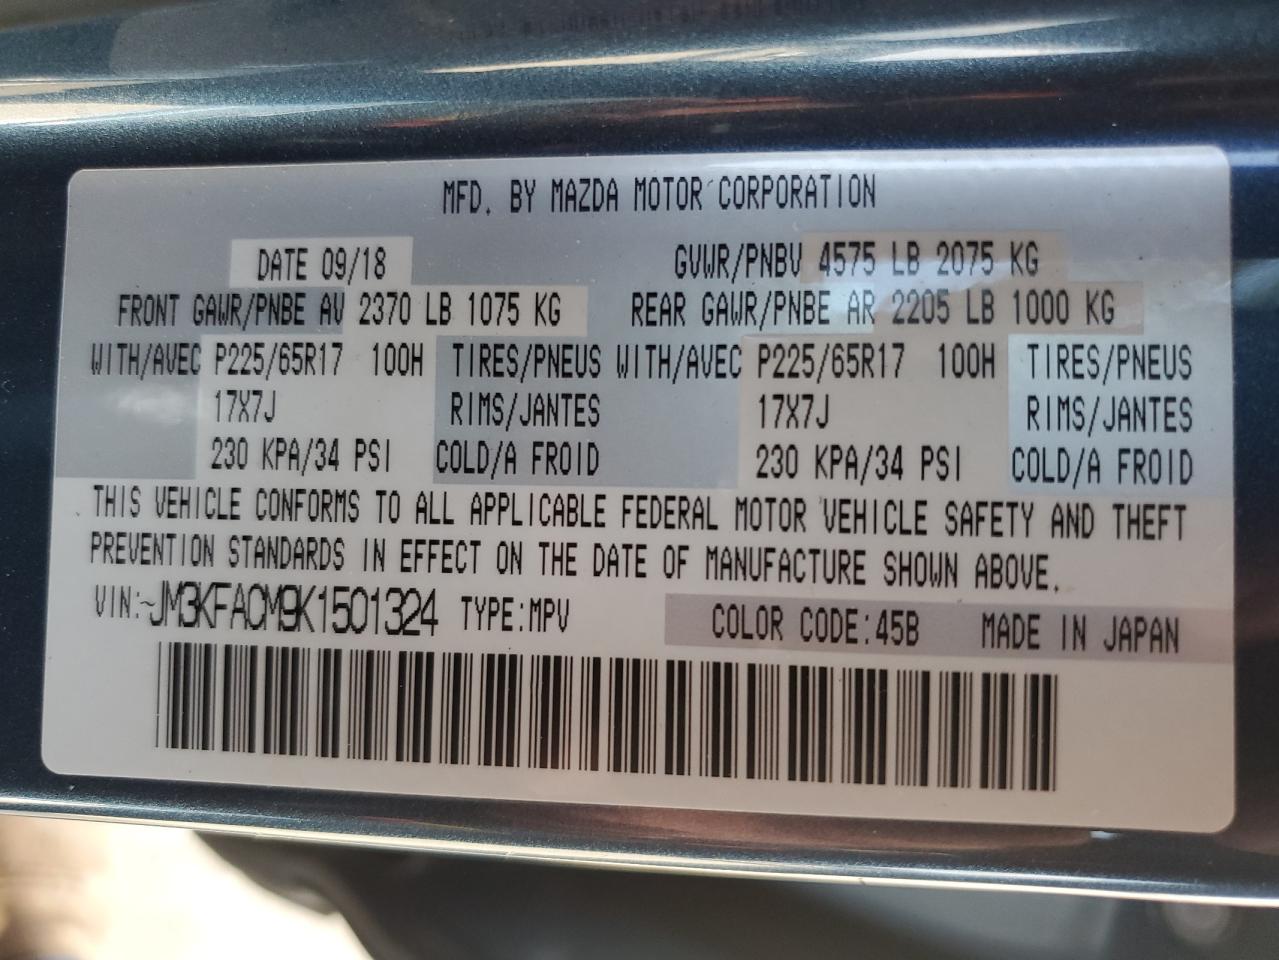 MFD. BY MAZDA MOTOR CORPORATION
DATE 09/18 GVWR/PNBV 4575 LB 2075 KG
FRONT GAWR/PNBE AV 2370 LB 1075 KG REAR GAWR/PNBE AR 2205 LB 1000 KG
WITH/AVEC P225/65R17 100H TIRES/PNEUS WITH/AVEC P225/65R17 100H TIRES/PNEUS
17X7J RIMS/JANTES 17X7J RIMS/JANTES
230 KPA/34 PSI COLD/A FROID 230 KPA/34 PSI COLD/A FROID
THIS VEHICLE CONFORMS TO ALL APPLICABLE FEDERAL MOTOR VEHICLE SAFETY AND THEFT
PREVENTION STANDARDS IN EFFECT ON THE DATE OF MANUFACTURE SHOWN ABOVE.
VIN:~JM3KFACM9K1501324 TYPE:MPV COLOR CODE:45B MADE IN JAPAN